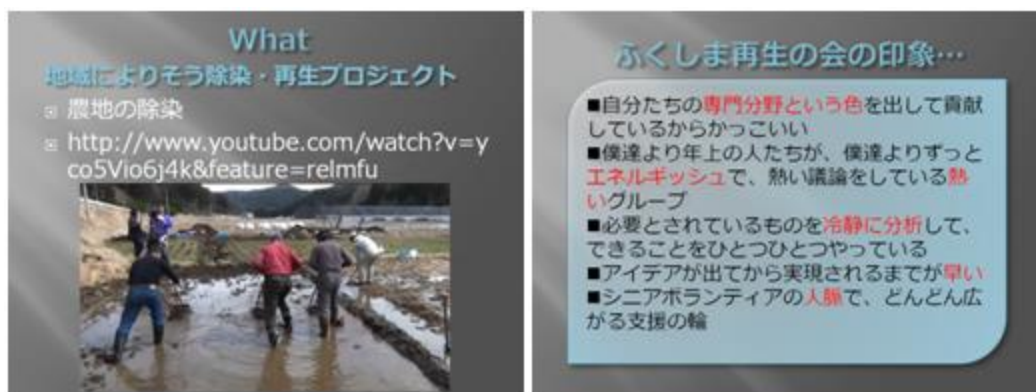 What
地域によりそう除染・再生プロジェクト
農地の除染
http://www.youtube.com/watch?v=y
co5Vio6j4k&feature=relmfu
ふくしま再生の会の印象…
■自分たちの専門分野という色を出して貢献
しているからかっこいい
■僕達より年上の人たちが、僕達よりずっと
エネルギッシュで、熱い議論をしている熱
いグループ
■必要とされているものを冷静に分析して、
できることをひとつひとつやっている
■アイデアが出てから実現されるまでが早い
■シニアボランティアの人脈で、どんどん広
がる支援の輪